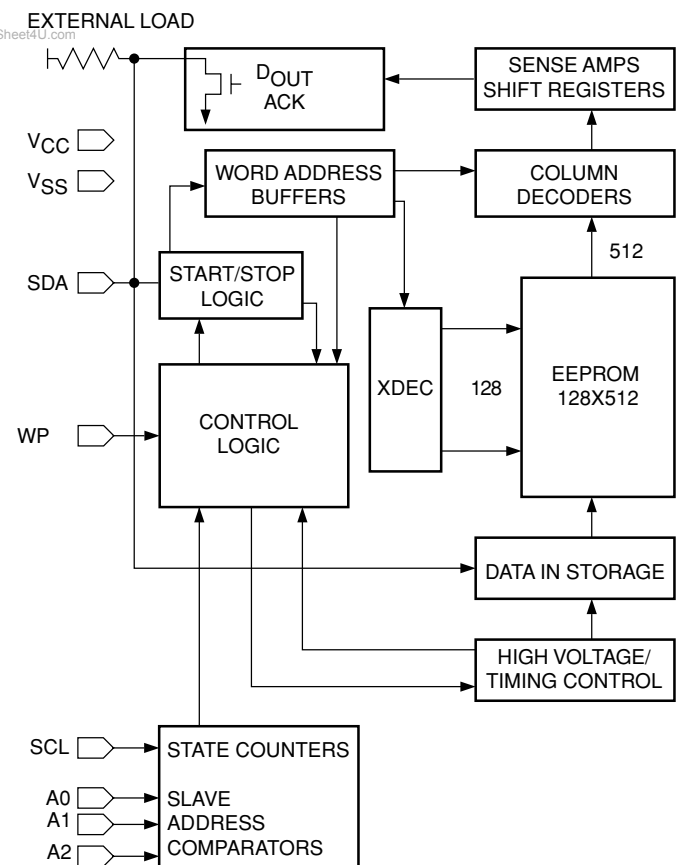 EXTERNAL LOAD
Sheet4U.com
DOUT
ACK
SENSE AMPS
SHIFT REGISTERS
VCC
VSS
WORD ADDRESS
BUFFERS
COLUMN
DECODERS
512
SDA
START/STOP
LOGIC
XDEC
128
EEPROM
128X512
WP
CONTROL
LOGIC
DATA IN STORAGE
HIGH VOLTAGE/
TIMING CONTROL
SCL
STATE COUNTERS
A0
SLAVE
A1
ADDRESS
A2
COMPARATORS